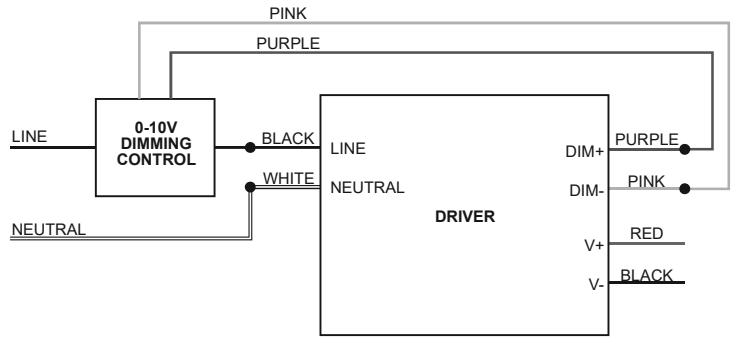 PINK
PURPLE
LINE
0-10V
DIMMING
CONTROL
BLACK
LINE
WHITE
NEUTRAL
NEUTRAL
DRIVER
DIM+
PURPLE
DIM-
PINK
V+
RED
V-
BLACK